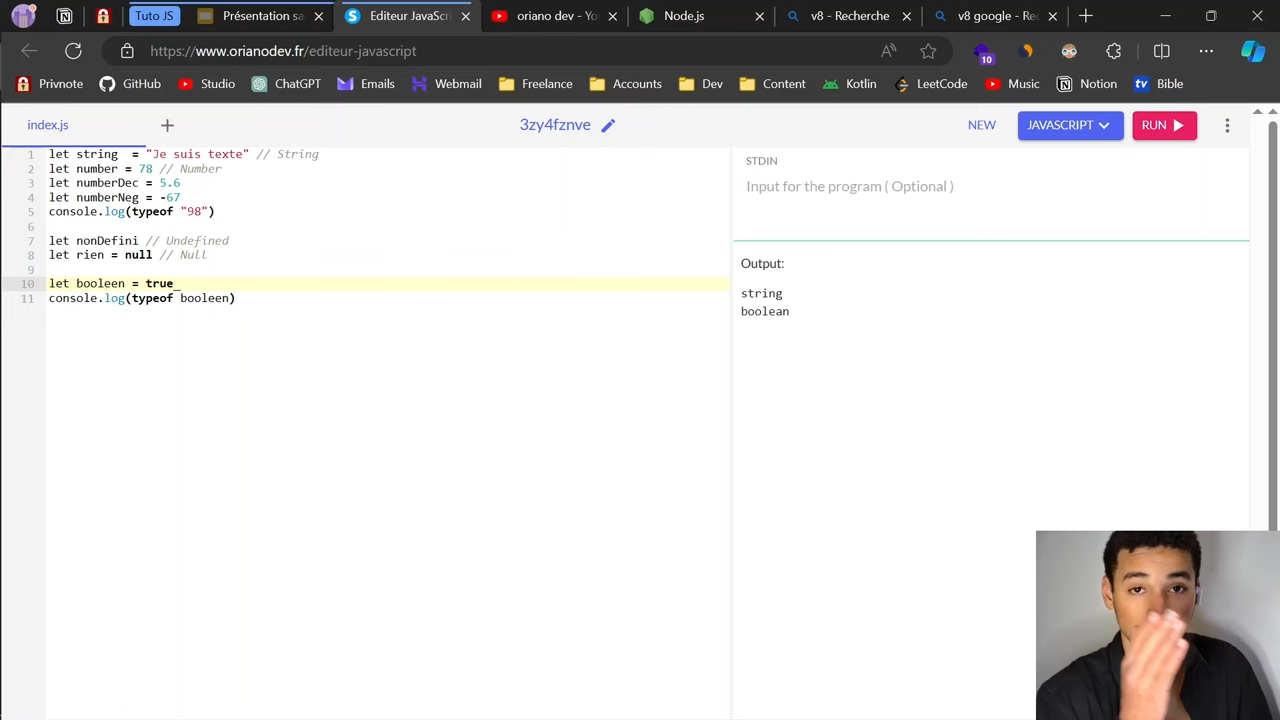 Tuto JS
Présentation sa
Editeur JavaScri
oriano dev - Yo
Node.js
v8 - Recherche
v8 google - Rec
https://www.orianodev.fr/editeur-javascript
10
Privnote
GitHub
Studio
ChatGPT
Emails
Webmail
Freelance
Accounts
Dev
Content
Kotlin
LeetCode
Music
Notion
tv Bible
index.js
3zy4fznve
NEW
JAVASCRIPT
RUN
1 let string  = "Je suis texte" // String
2 let number = 78 // Number
3 let numberDec = 5.6
4 let numberNeg = -67
5 console.log(typeof "98")
6
7 let nonDefini // Undefined
8 let rien = null // Null
9
10 let booleen = true
11 console.log(typeof booleen)
STDIN
Input for the program ( Optional )
Output:
string
boolean